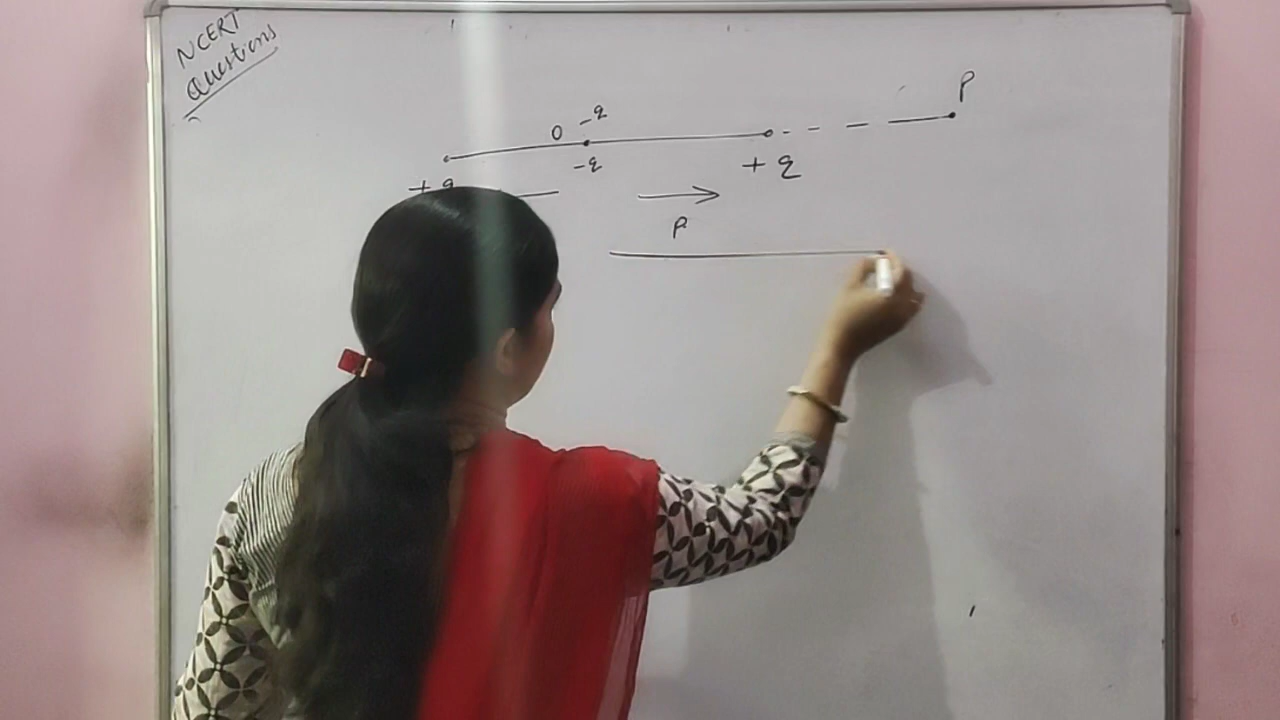 NCERT
Questions
P
O -q
-q
+q
+q
P